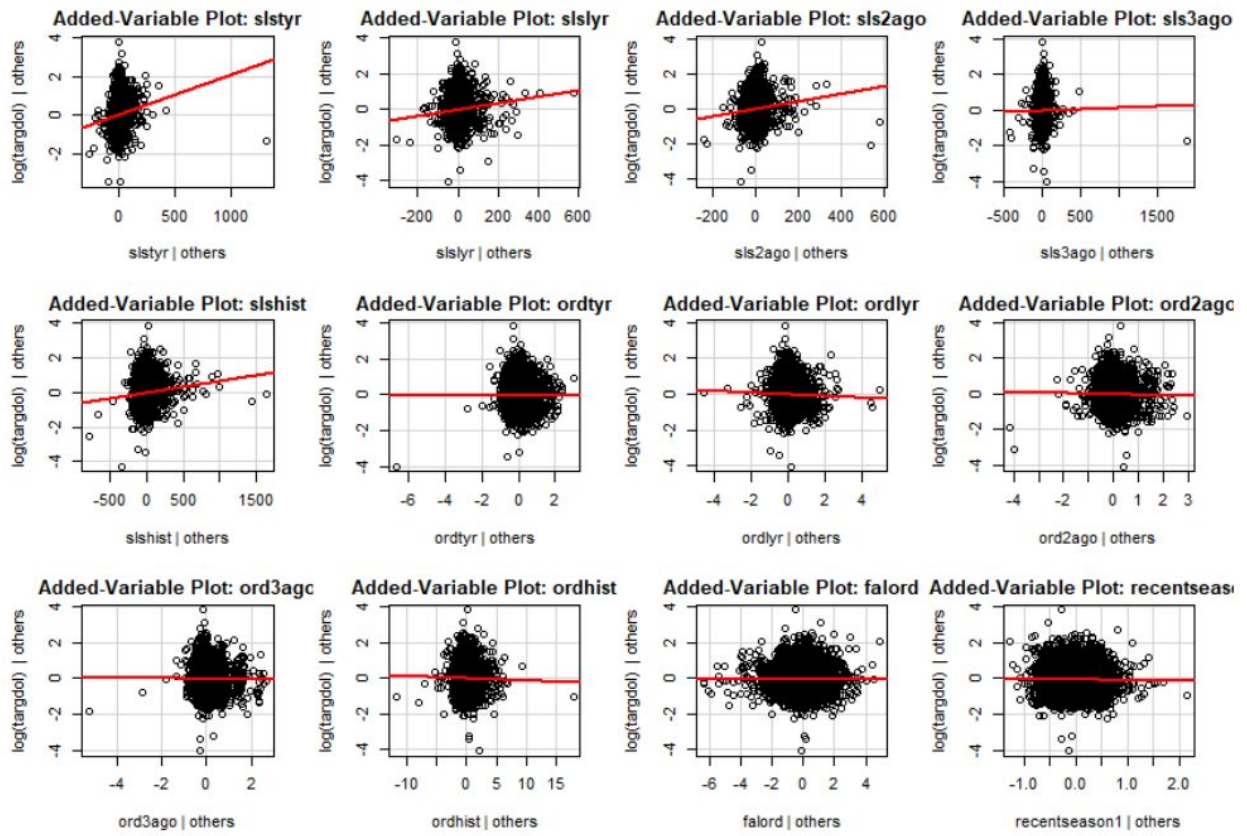 Added-Variable Plot: slstyr
Added-Variable Plot: slslyr
Added-Variable Plot: sls2ago
Added-Variable Plot: sls3ago
log(targdol) | others
log(targdol) | others
log(targdol) | others
log(targdol) | others
4
2
0
-2
4
2
0
-2
-4
4
2
0
-2
-4
4
2
0
-2
-4
0 500 1000
-200 0 200 400 600
-200 0 200 400 600
-500 0 500 1500
slstyr | others
slslyr | others
sls2ago | others
sls3ago | others
Added-Variable Plot: slshist
Added-Variable Plot: ordtyr
Added-Variable Plot: ordlyr
Added-Variable Plot: ord2ago
log(targdol) | others
log(targdol) | others
log(targdol) | others
log(targdol) | others
4
2
0
-2
-4
4
2
0
-2
-4
4
2
0
-2
-4
4
2
0
-2
-4
-500 0 500 1500
-6 -4 -2 0 2
-4 -2 0 2 4
-4 -2 0 1 2 3
slshist | others
ordtyr | others
ordlyr | others
ord2ago | others
Added-Variable Plot: ord3ago
Added-Variable Plot: ordhist
Added-Variable Plot: falord
Added-Variable Plot: recentseas
log(targdol) | others
log(targdol) | others
log(targdol) | others
log(targdol) | others
4
2
0
-2
-4
4
2
0
-2
-4
4
2
0
-2
-4
4
2
0
-2
-4
-4 -2 0 2
-10 -5 0 5 10 15
-6 -4 -2 0 2 4
-1.0 0.0 1.0 2.0
ord3ago | others
ordhist | others
falord | others
recentseason1 | others